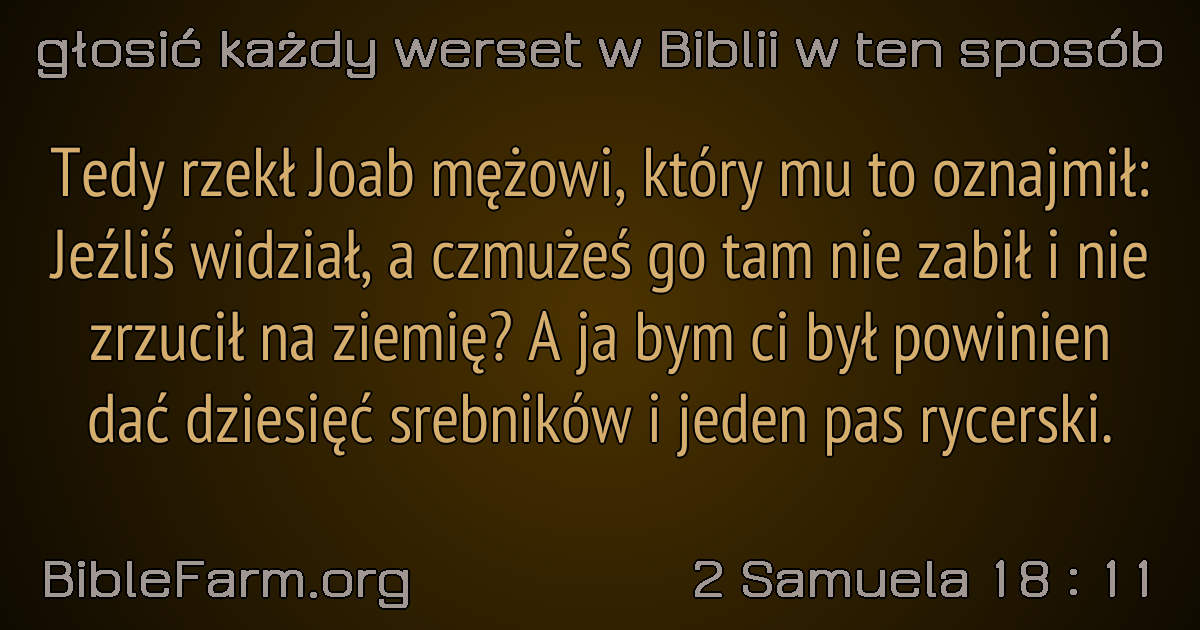 głosić każdy werset w Biblii w ten sposób
Tedy rzekł Joab mężowi, który mu to oznajmił:
Jeźliś widział, a czmużeś go tam nie zabił i nie
zrzucił na ziemię? A ja bym ci był powinien
dać dziesięć srebników i jeden pas rycerski.
BibleFarm.org
2 Samuela 18 : 11